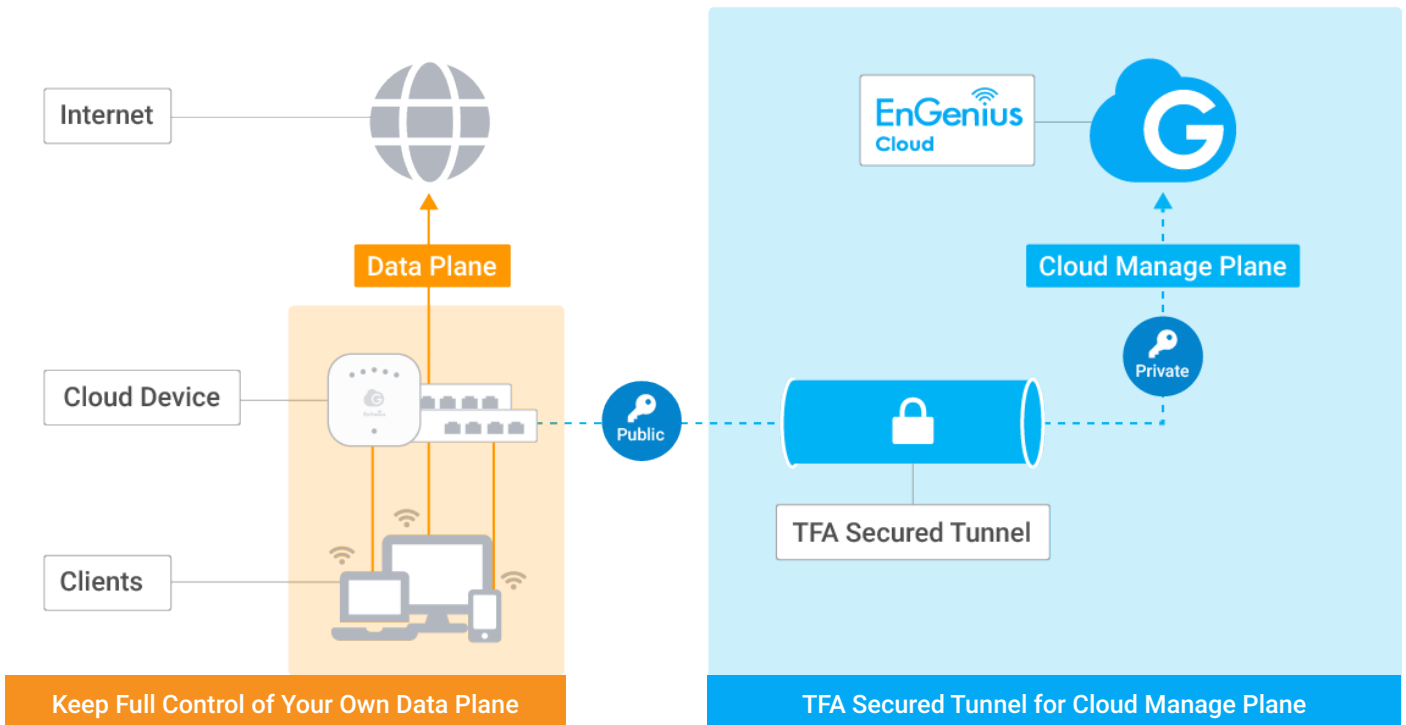 Internet
EnGenius
Cloud
Data Plane
Cloud Manage Plane
Private
Cloud Device
EnGenius
Public
TFA Secured Tunnel
Clients
Keep Full Control of Your Own Data Plane
TFA Secured Tunnel for Cloud Manage Plane